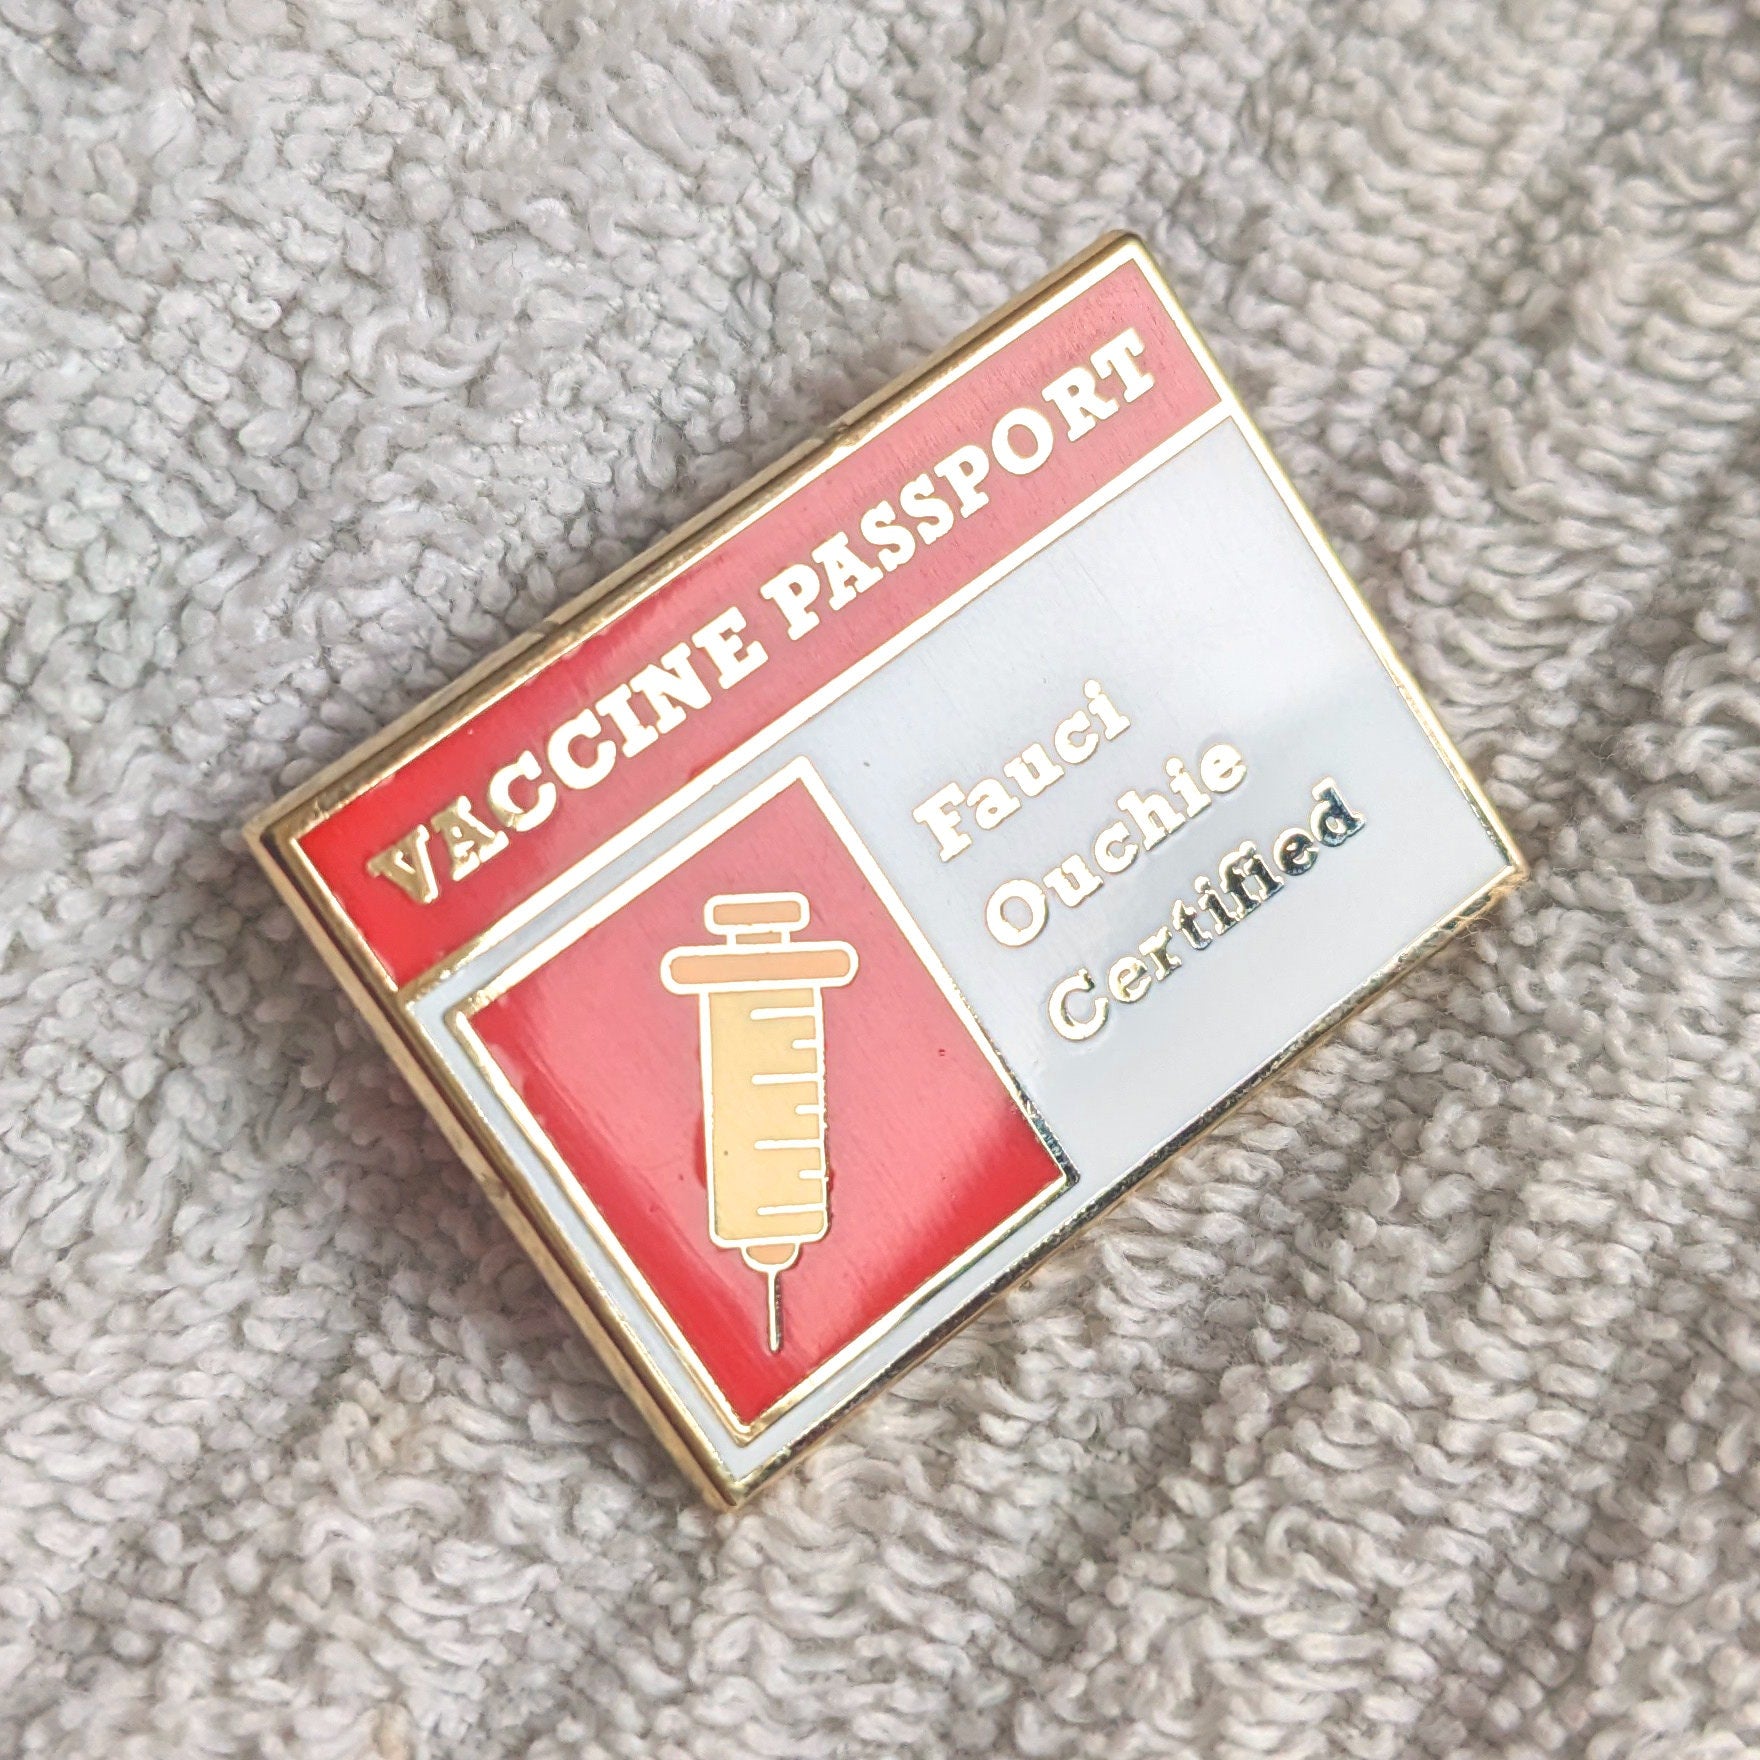 VACCINE PASSPORT
Fauci
Ouchie
Certified